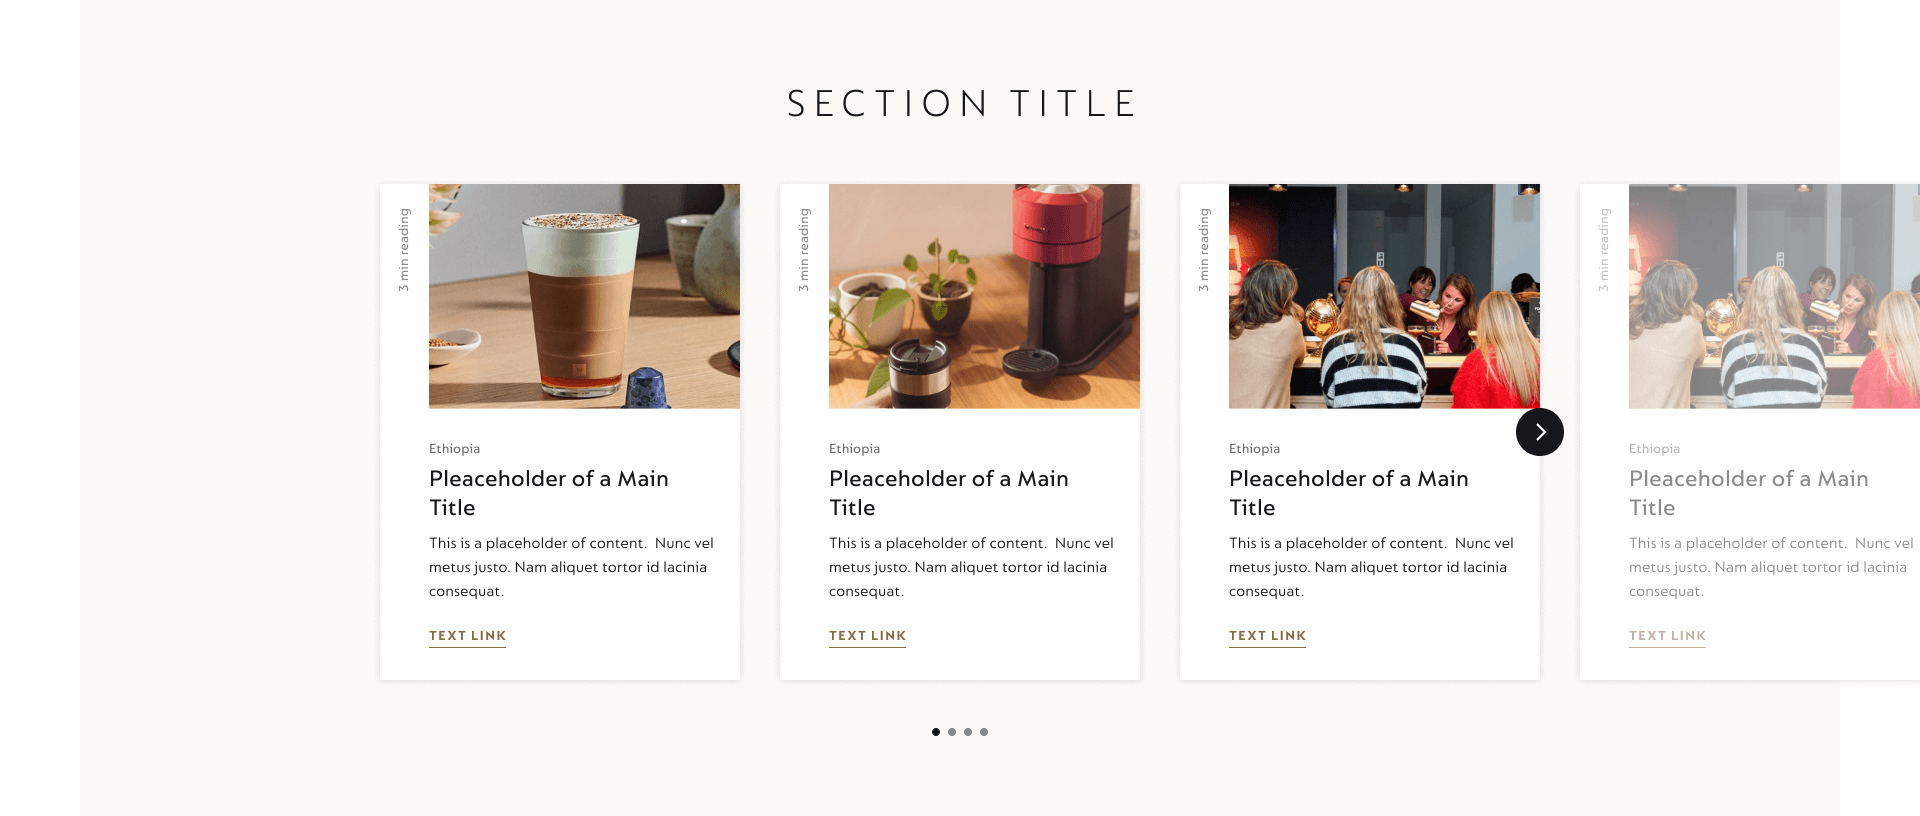 SECTION TITLE
3 min reading
Ethiopia
Pleaceholder of a Main
Title
This is a placeholder of content.  Nunc vel
metus justo. Nam aliquet tortor id lacinia
consequat.
TEXT LINK
3 min reading
Ethiopia
Pleaceholder of a Main
Title
This is a placeholder of content.  Nunc vel
metus justo. Nam aliquet tortor id lacinia
consequat.
TEXT LINK
3 min reading
Ethiopia
Pleaceholder of a Main
Title
This is a placeholder of content.  Nunc vel
metus justo. Nam aliquet tortor id lacinia
consequat.
TEXT LINK
3 min reading
Ethiopia
Pleaceholder of a Main
Title
This is a placeholder of content.  Nunc vel
metus justo. Nam aliquet tortor id lacinia
consequat.
TEXT LINK